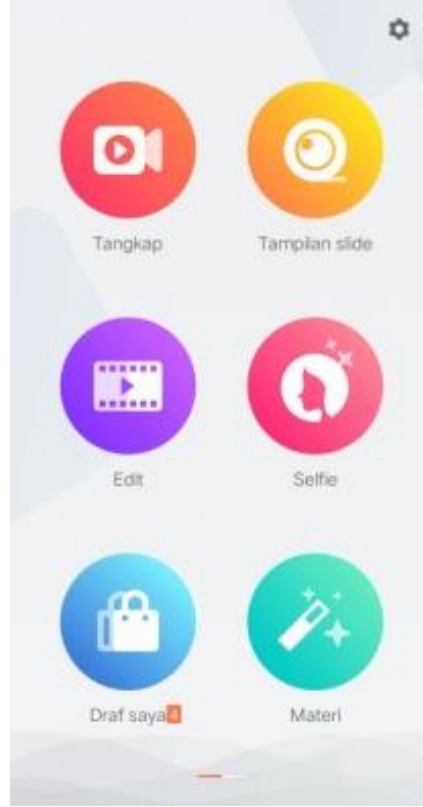 Tangkap
Tampilan slide
Edit
Selfie
Draf saya 4
Materi